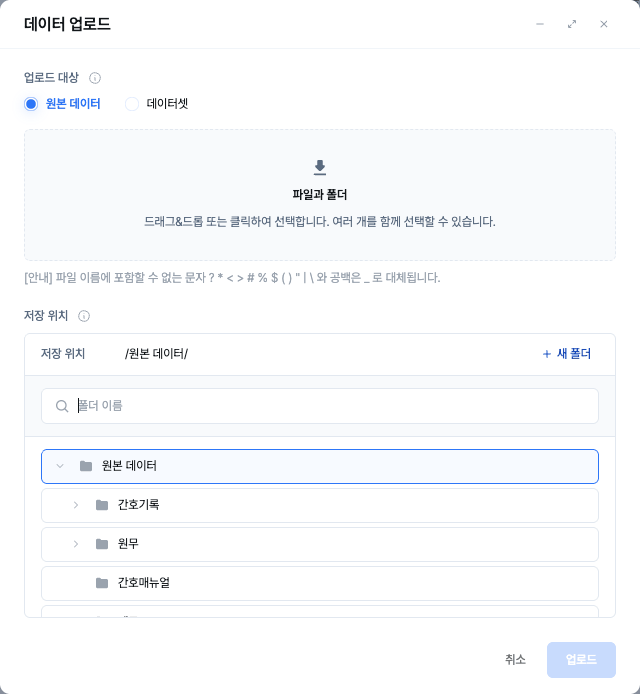 데이터 업로드
업로드 대상
원본 데이터
데이터셋
파일과 폴더
드래그&드롭 또는 클릭하여 선택합니다. 여러 개를 함께 선택할 수 있습니다.
[안내] 파일 이름에 포함할 수 없는 문자 ? * < > # % $ ( ) " | \ 와 공백은 _ 로 대체됩니다.
저장 위치
저장 위치 /원본 데이터/ + 새 폴더
폴더 이름
원본 데이터
간호기록
원무
간호매뉴얼
취소 업로드